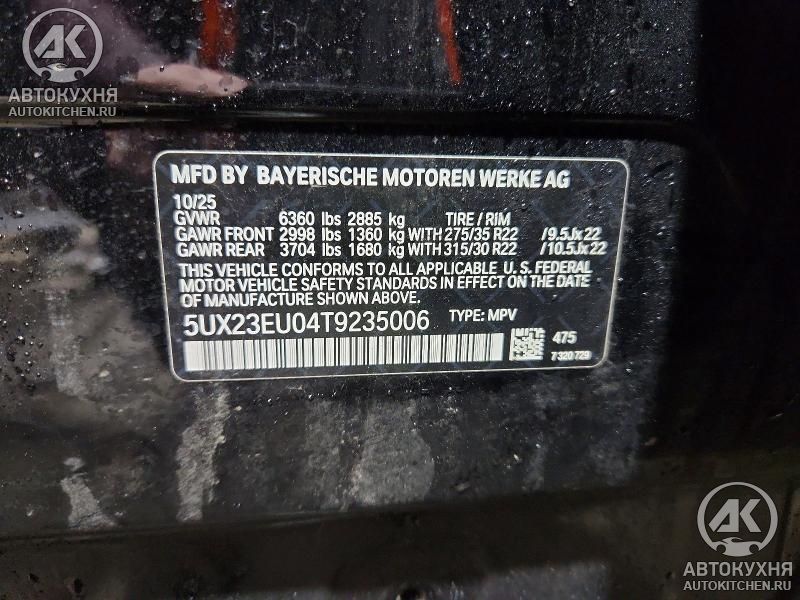 AK
АВТОКУХНЯ
AUTOKITCHEN.RU
MFD BY BAYERISCHE MOTOREN WERKE AG
10/25
GVWR 6360 lbs 2885 kg TIRE / RIM
GAWR FRONT 2998 lbs 1360 kg WITH 275/35 R22 /9.5Jx22
GAWR REAR 3704 lbs 1680 kg WITH 315/30 R22 /10.5Jx22
THIS VEHICLE CONFORMS TO ALL APPLICABLE U.S. FEDERAL
MOTOR VEHICLE SAFETY STANDARDS IN EFFECT ON THE DATE
OF MANUFACTURE SHOWN ABOVE.
5UX23EU04T9235006 TYPE: MPV
475
7 320 729
AK
АВТОКУХНЯ
AUTOKITCHEN.RU